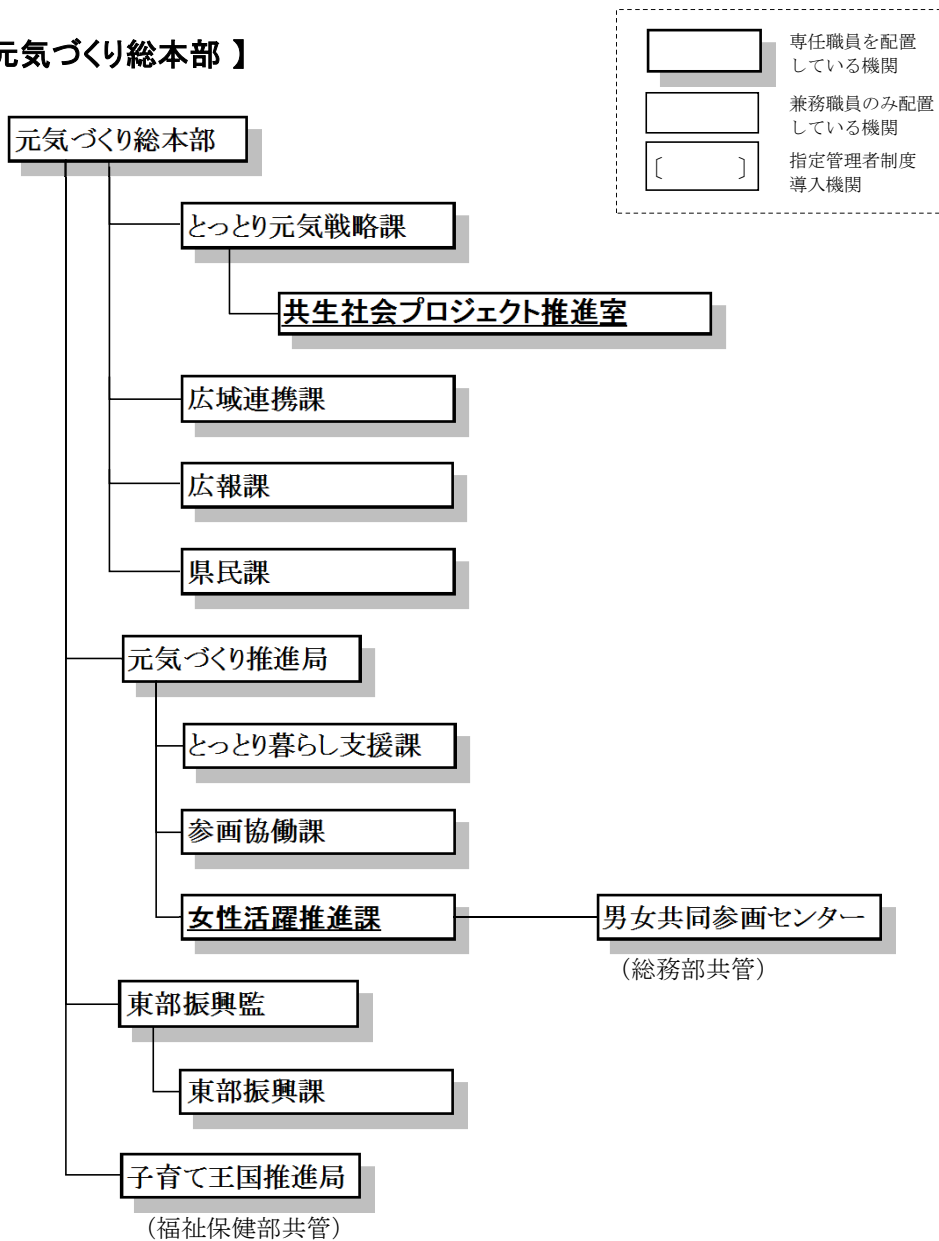 元気づくり総本部 】
専任職員を配置
している機関
兼務職員のみ配置
している機関
〔 〕
指定管理者制度
導入機関
元気づくり総本部
とっとり元気戦略課
共生社会プロジェクト推進室
広域連携課
広報課
県民課
元気づくり推進局
とっとり暮らし支援課
参画協働課
女性活躍推進課
男女共同参画センター
（総務部共管）
東部振興監
東部振興課
子育て王国推進局
（福祉保健部共管）